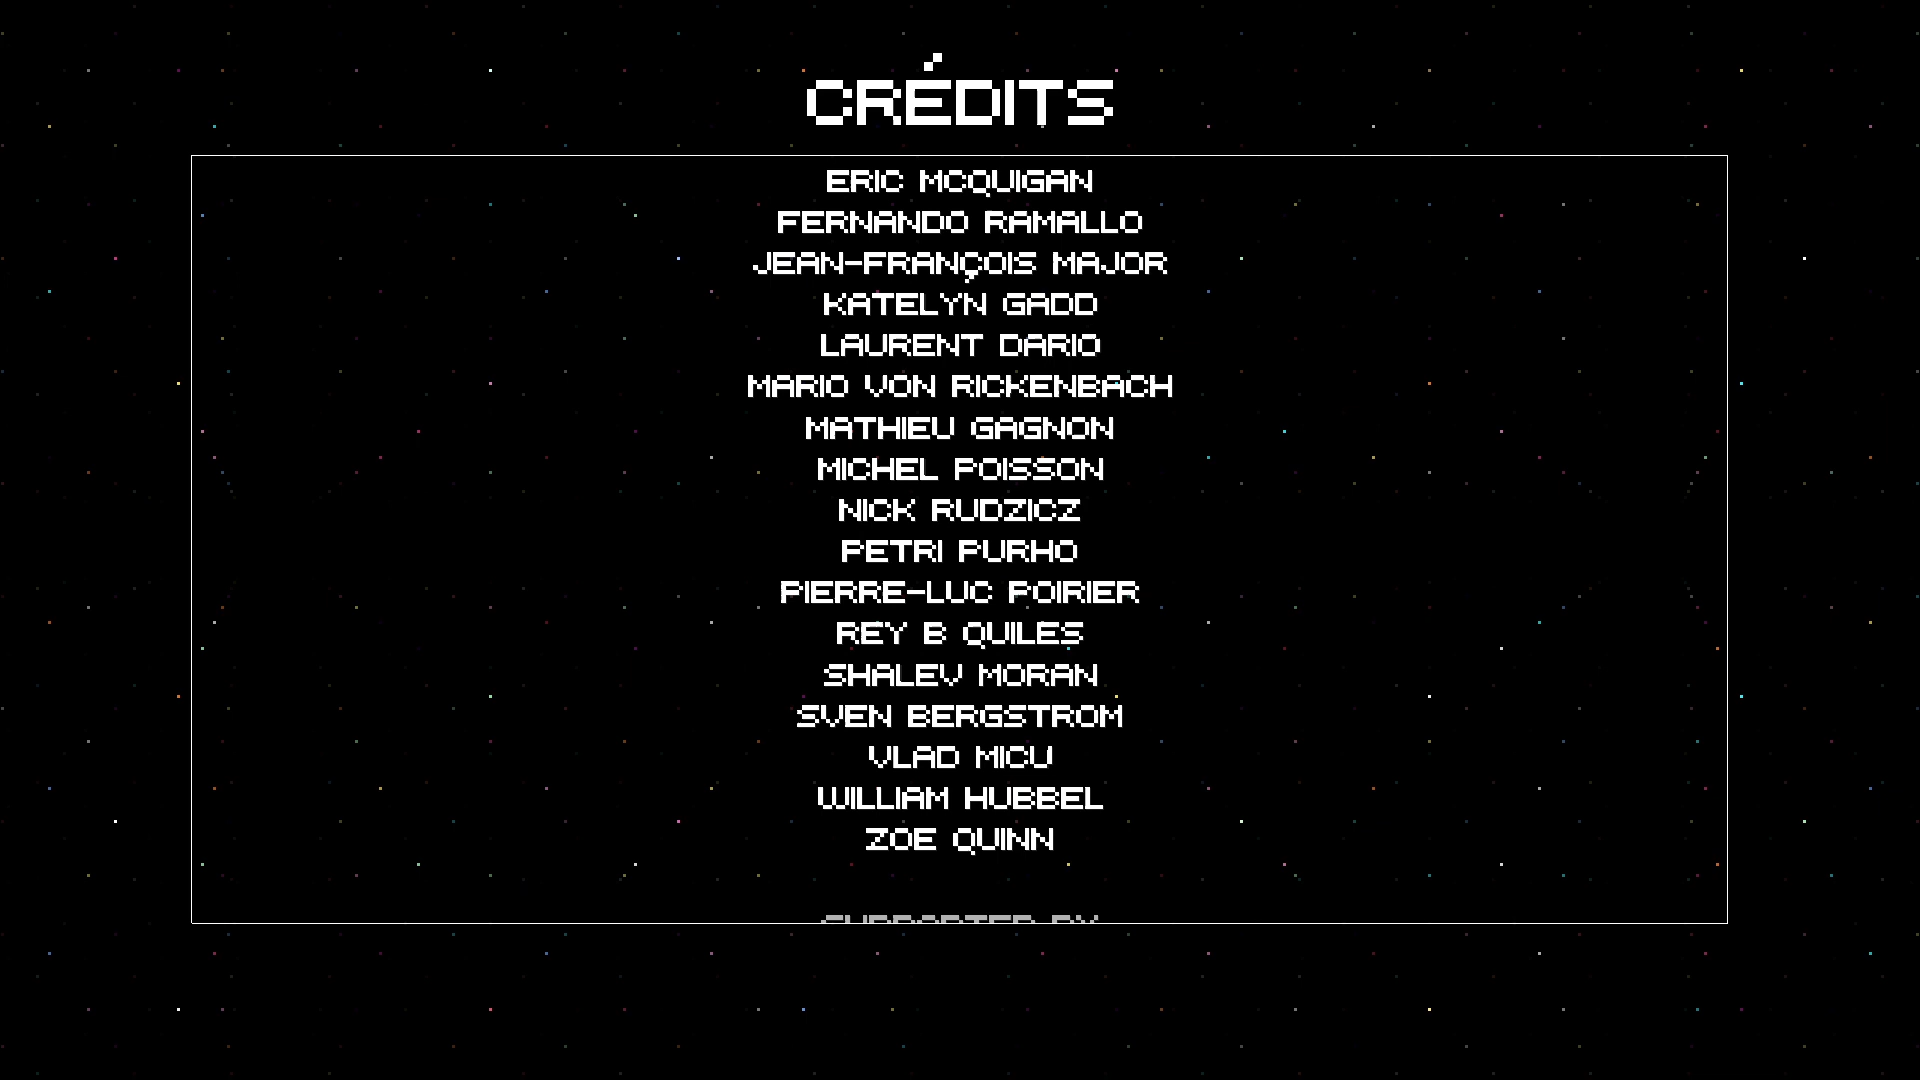 CRÉDITS
ERIC MCQUIGAN
FERNANDO RAMALLO
JEAN-FRANÇOIS MAJOR
KATELYN GADD
LAURENT DARIO
MARIO VON RICKENBACH
MATHIEU GAGNON
MICHEL POISSON
NICK RUDZICZ
PETRI PURHO
PIERRE-LUC POIRIER
REY B QUILES
SHALEV MORAN
SVEN BERGSTROM
VLAD MICU
WILLIAM HUBBEL
ZOE QUINN
SUPPORTED BY